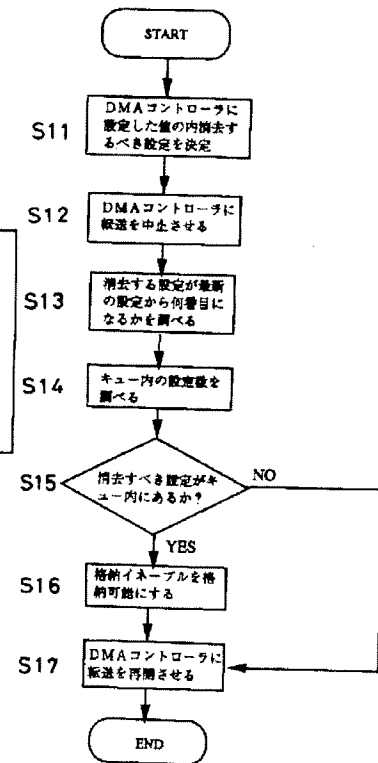 START
S11
DMAコントローラに
設定した値の内消去す
るべき設定を決定
S12
DMAコントローラに
転送を中止させる
S13
消去する設定が最新
の設定から何番目に
なるかを調べる
S14
キュー内の設定数を
調べる
S15
消去すべき設定がキ
ュー内にあるか？
NO
YES
S16
格納イネーブルを格
納可能にする
S17
DMAコントローラに
転送を再開させる
END